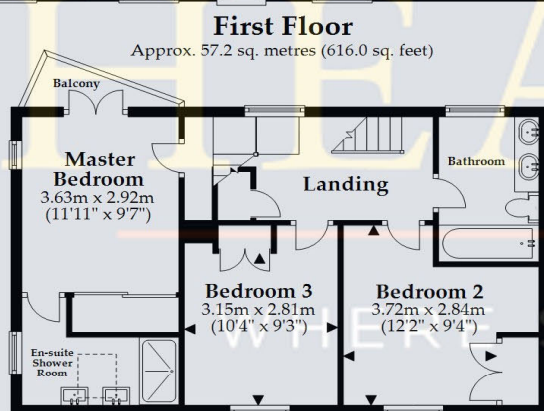 First Floor
Approx. 57.2 sq. metres (616.0 sq. feet)
Balcony
Master
Bedroom
3.63m x 2.92m
(11'11" x 9'7")
Landing
Bathroom
Bedroom 3
3.15m x 2.81m
(10'4" x 9'3")
Bedroom 2
3.72m x 2.84m
(12'2" x 9'4")
En-suite
Shower
Room
HEA
WHERE S